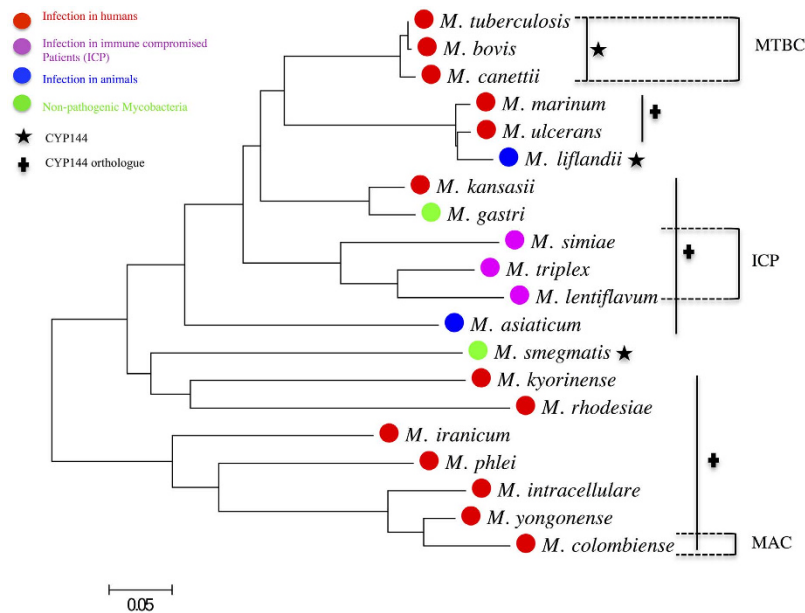 Infection in humans
Infection in immune compromised
Patients (ICP)
Infection in animals
Non-pathogenic Mycobacteria
CYP144
CYP144 orthologue
M. tuberculosis
M. bovis
M. canettii
MTBC
M. marinum
M. ulcerans
M. liflandii
M. kansasii
M. gastri
M. simiae
M. triplex
M. lentiflavum
ICP
M. asiaticum
M. smegmatis
M. kyorinense
M. rhodesiae
M. iranicum
M. phlei
M. intracellulare
M. yongonense
M. colombiense
MAC
0.05